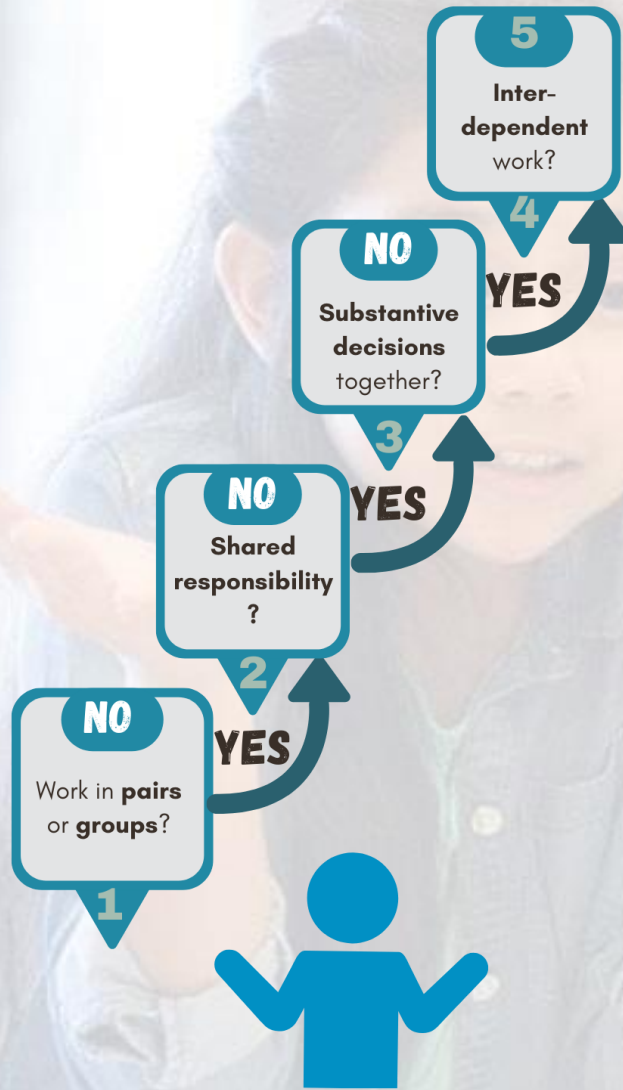 5
Inter-
dependent
work?
4
NO
YES
Substantive
decisions
together?
3
NO
YES
Shared
responsibility
?
2
NO
YES
Work in pairs
or groups?
1